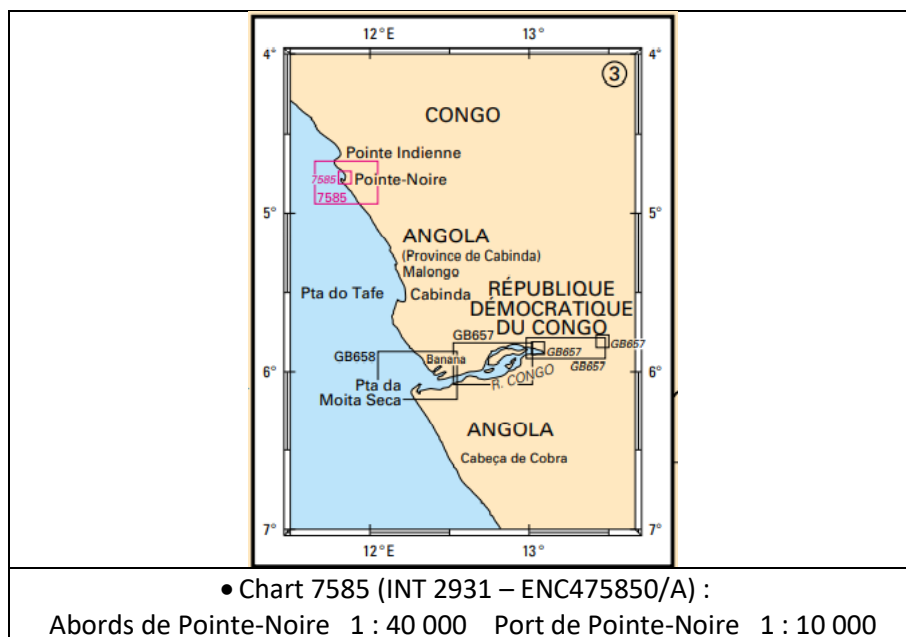 12°E 13°
4° 4°
③
CONGO
Pointe Indienne
7585 Pointe-Noire
7585
5° 5°
ANGOLA
(Province de Cabinda)
Malongo
RÉPUBLIQUE
Pta do Tafe Cabinda
DÉMOCRATIQUE
DU CONGO
GB657
GB658 Banana GB657 GB657
GB657
6° 6°
R. CONGO
Pta da
Moita Seca
ANGOLA
Cabeça de Cobra
7° 7°
12°E 13°
• Chart 7585 (INT 2931 – ENC475850/A) :
Abords de Pointe-Noire 1 : 40 000 Port de Pointe-Noire 1 : 10 000